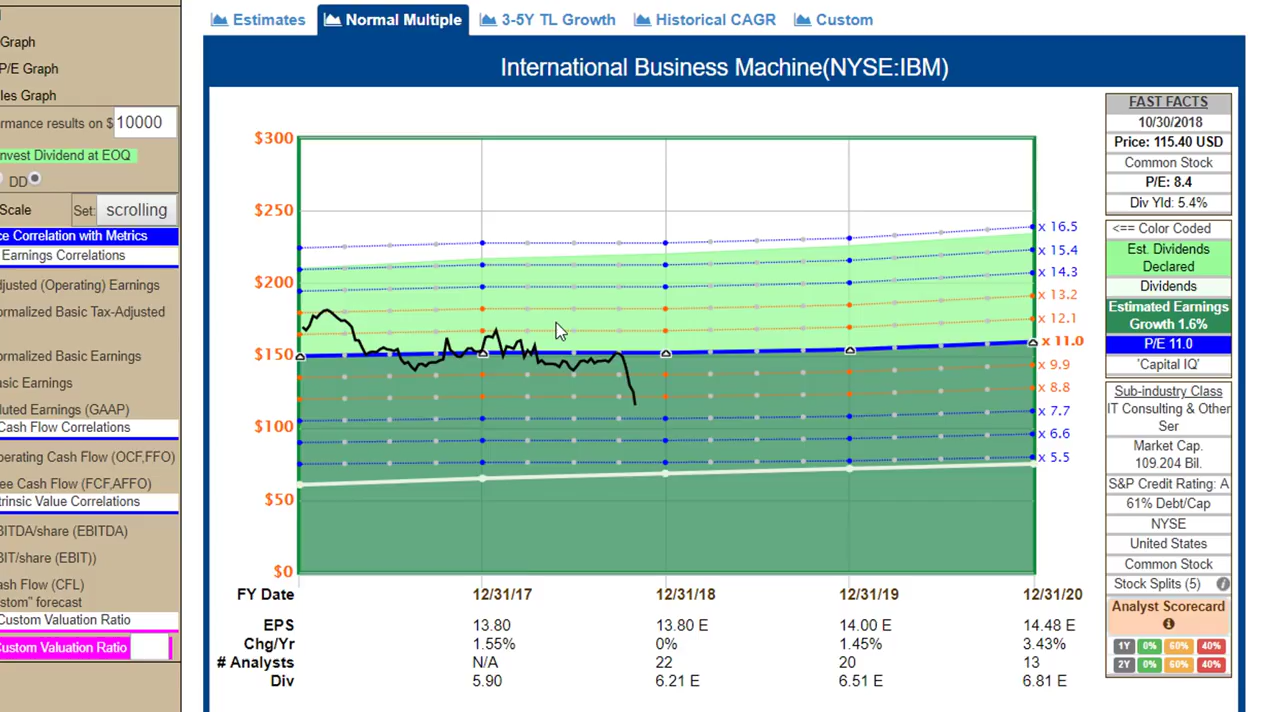 Estimates
Normal Multiple
3-5Y TL Growth
Historical CAGR
Custom
Graph
P/E Graph
les Graph
rmance results on $ 10000
nvest Dividend at EOQ
DD
Scale
Set: scrolling
ce Correlation with Metrics
Earnings Correlations
djusted (Operating) Earnings
ormalized Basic Tax-Adjusted
ormalized Basic Earnings
asic Earnings
luted Earnings (GAAP)
Cash Flow Correlations
perating Cash Flow (OCF,FFO)
ee Cash Flow (FCF,AFFO)
trinsic Value Correlations
BITDA/share (EBITDA)
BIT/share (EBIT))
ash Flow (CFL)
stom" forecast
Custom Valuation Ratio
ustom Valuation Ratio
International Business Machine(NYSE:IBM)
$300
$250
$200
$150
$100
$50
$0
x 16.5
x 15.4
x 14.3
x 13.2
x 12.1
x 11.0
x 9.9
x 8.8
x 7.7
x 6.6
x 5.5
FY Date 12/31/17 12/31/18 12/31/19 12/31/20
EPS 13.80 13.80 E 14.00 E 14.48 E
Chg/Yr 1.55% 0% 1.45% 3.43%
# Analysts N/A 22 20 13
Div 5.90 6.21 E 6.51 E 6.81 E
FAST FACTS
10/30/2018
Price: 115.40 USD
Common Stock
P/E: 8.4
Div Yld: 5.4%
<== Color Coded
Est. Dividends
Declared
Dividends
Estimated Earnings
Growth 1.6%
P/E 11.0
'Capital IQ'
Sub-industry Class
IT Consulting & Other
Ser
Market Cap.
109.204 Bil.
S&P Credit Rating: A
61% Debt/Cap
NYSE
United States
Common Stock
Stock Splits (5)
Analyst Scorecard
1Y 0% 60% 40%
2Y 0% 60% 40%